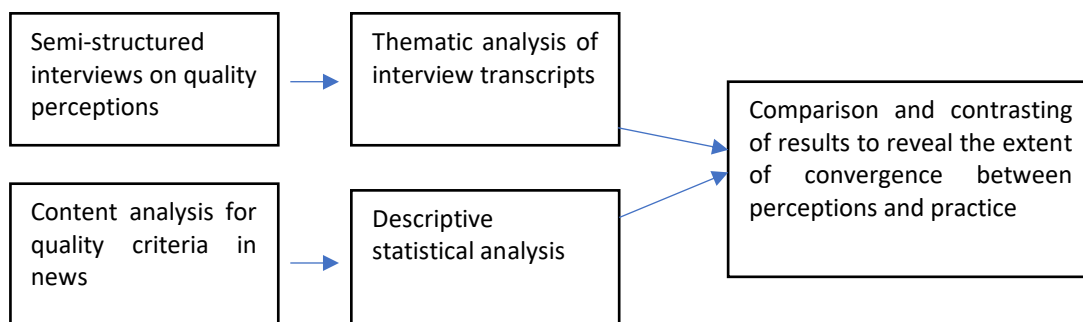 Semi-structured
interviews on quality
perceptions
Thematic analysis of
interview transcripts
Comparison and contrasting
of results to reveal the extent
of convergence between
perceptions and practice
Content analysis for
quality criteria in
news
Descriptive
statistical analysis